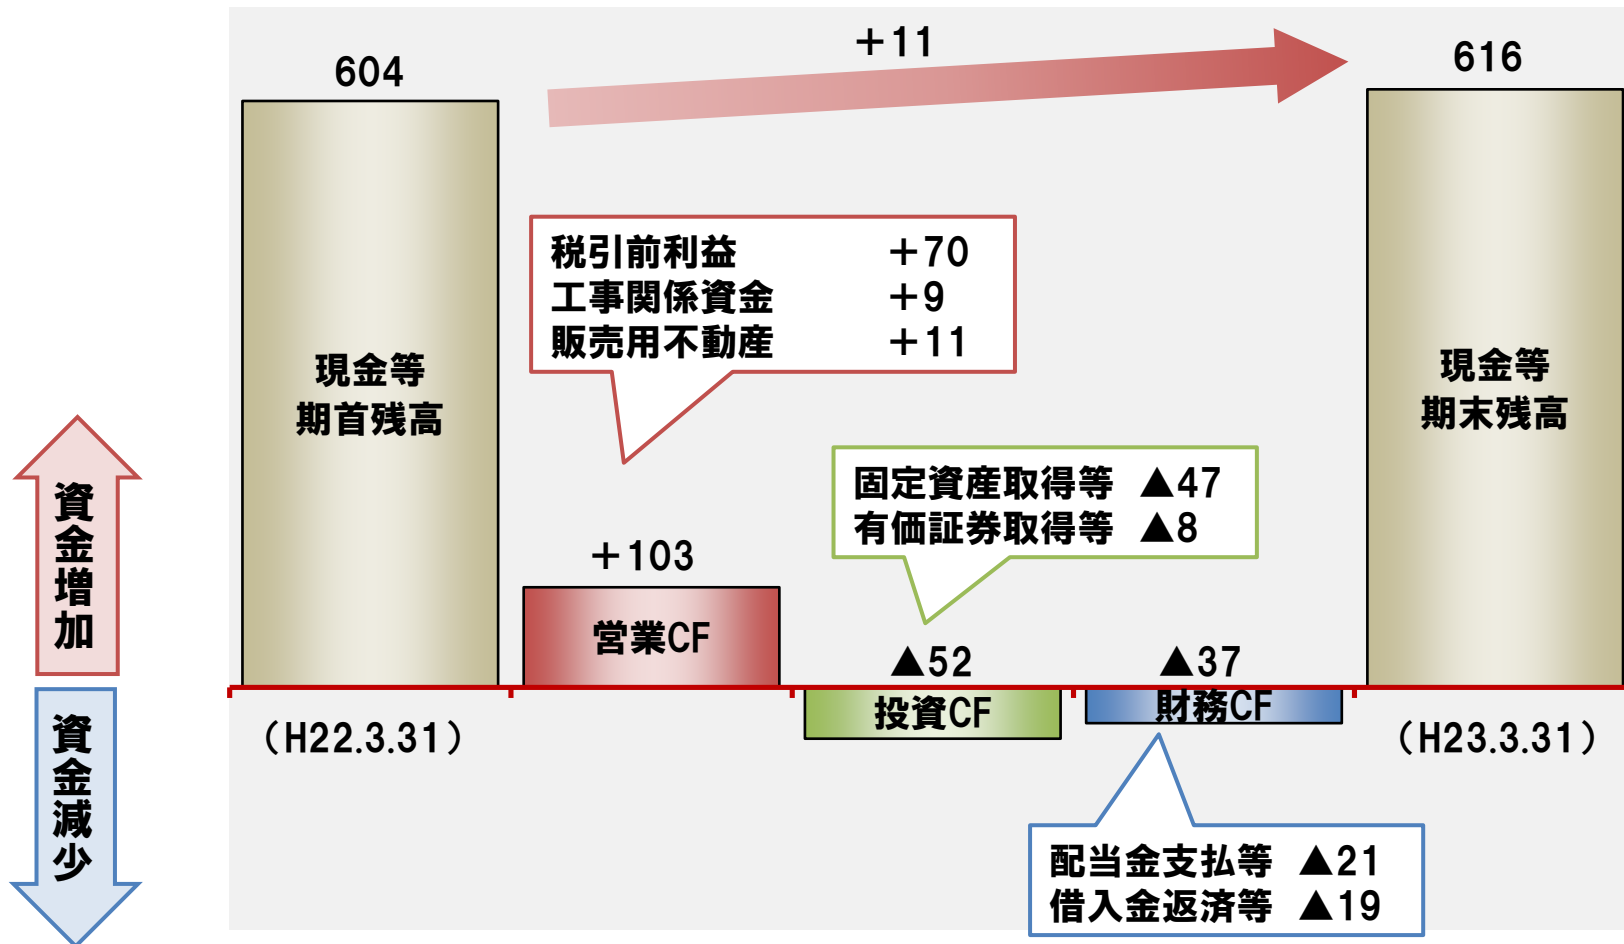 +11
604
616
税引前利益 +70
工事関係資金 +9
販売用不動産 +11
現金等
期首残高
現金等
期末残高
固定資産取得等 ▲47
有価証券取得等 ▲8
資金増加
+103
営業CF
▲52
▲37
投資CF
財務CF
(H22.3.31)
(H23.3.31)
資金減少
配当金支払等 ▲21
借入金返済等 ▲19